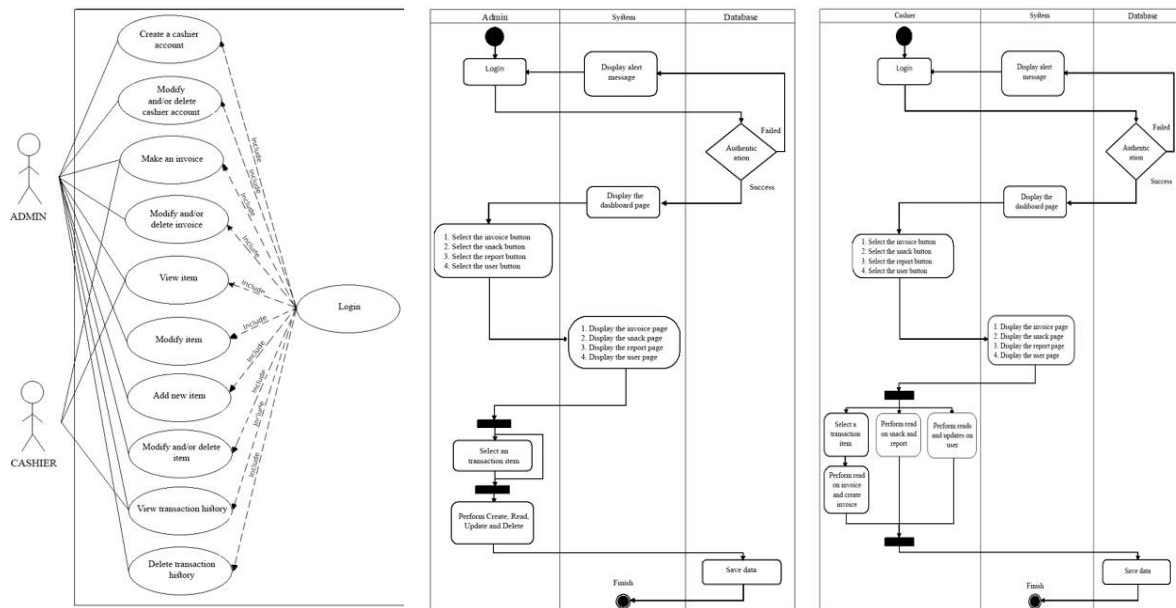 Create a cashier
account
Modify
and/or delete
cashier account
Make an invoice
Modify and/or
delete invoice
View item
Modify item
Add new item
Modify and/or delete
item
View transaction history
Delete transaction
history
ADMIN
CASHIER
Login
Include
Include
Include
Include
Include
Include
Include
Include
Include
Include
Admin
System
Database
Login
Display alert
message
Failed
Authentic
ation
Success
Display the
dashboard page
1. Select the invoice button
2. Select the snack button
3. Select the report button
4. Select the user button
1. Display the invoice page
2. Display the snack page
3. Display the report page
4. Display the user page
Select an
transaction item
Perform Create, Read,
Update and Delete
Save data
Finish
Cashier
System
Database
Login
Display alert
message
Failed
Authentic
ation
Success
Display the
dashboard page
1. Select the invoice button
2. Select the snack button
3. Select the report button
4. Select the user button
1. Display the invoice page
2. Display the snack page
3. Display the report page
4. Display the user page
Select a
transaction
item
Perform read
on snack and
report
Perform reads
and updates on
user
Perform read
on invoice and
create
invoice
Save data
Finish